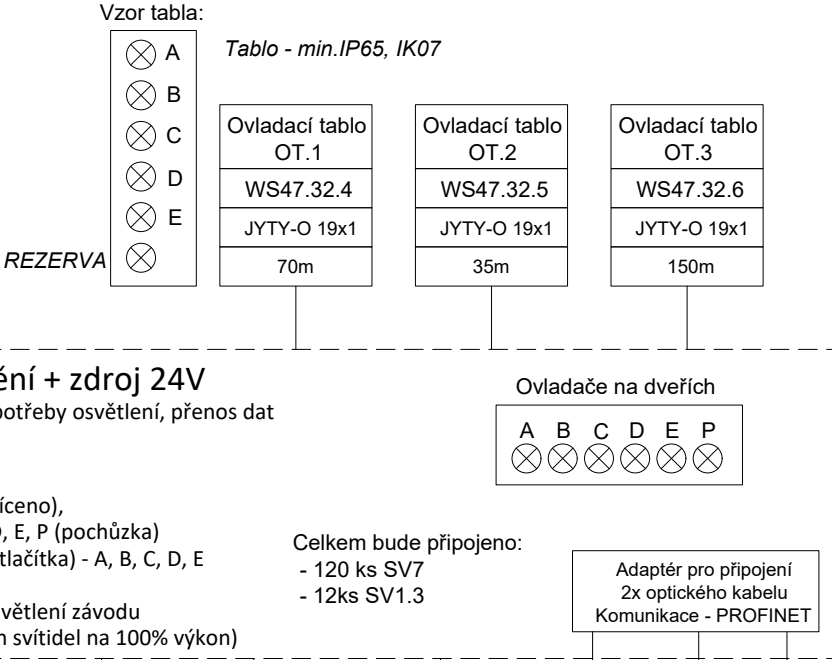 Vzor tabla:
A
B
C
D
E
REZERVA
Tablo - min.IP65, IK07
Ovladací tablo
OT.1
WS47.32.4
JYTY-O 19x1
70m
Ovladací tablo
OT.2
WS47.32.5
JYTY-O 19x1
35m
Ovladací tablo
OT.3
WS47.32.6
JYTY-O 19x1
150m
ění + zdroj 24V
potřeby osvětlení, přenos dat
íceno),
, E, P (pochůzka)
tlačítka) - A, B, C, D, E
větlení závodu
svítidel na 100% výkon)
Ovladače na dveřích
A B C D E P
Celkem bude připojeno:
- 120 ks SV7
- 12ks SV1.3
Adaptér pro připojení
2x optického kabelu
Komunikace - PROFINET